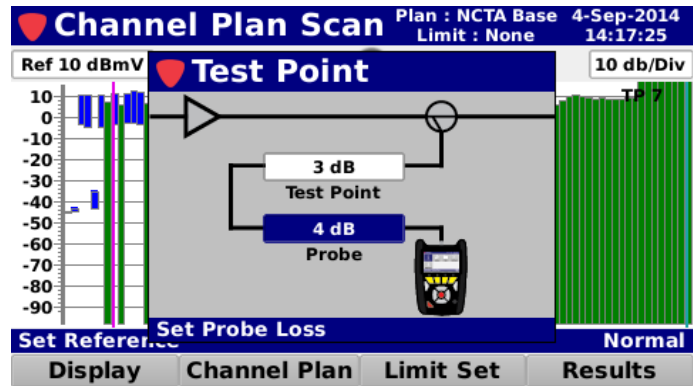 Channel Plan Scan
Plan : NCTA Base 4-Sep-2014
Limit : None 14:17:25
Ref 10 dBmV
Test Point
10 db/Div
TP 7
10
0
-10
-20
-30
-40
-50
-60
-70
-80
-90
3 dB
Test Point
4 dB
Probe
Set Probe Loss
Set Reference
Normal
Display Channel Plan Limit Set Results